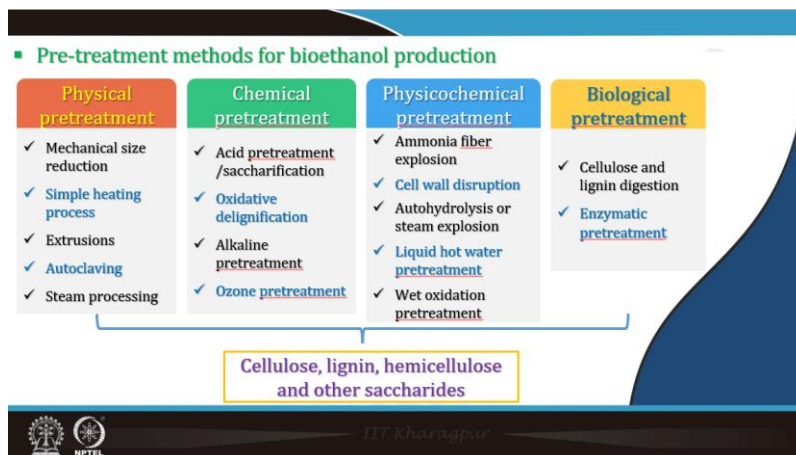 ▪ Pre-treatment methods for bioethanol production
Physical
pretreatment
✓ Mechanical size
reduction
✓ Simple heating
process
✓ Extrusions
✓ Autoclaving
✓ Steam processing
Chemical
pretreatment
✓ Acid pretreatment
/saccharification
✓ Oxidative
delignification
✓ Alkaline
pretreatment
✓ Ozone pretreatment
Physicochemical
pretreatment
✓ Ammonia fiber
explosion
✓ Cell wall disruption
✓ Autohydrolysis or
steam explosion
✓ Liquid hot water
pretreatment
✓ Wet oxidation
pretreatment
Biological
pretreatment
✓ Cellulose and
lignin digestion
✓ Enzymatic
pretreatment
Cellulose, lignin, hemicellulose
and other saccharides
NPTEL
IIT Kharagpur